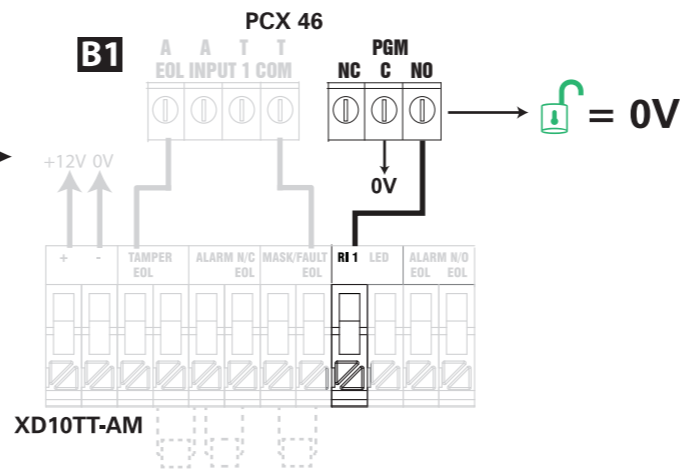 PCX 46
B1
A A T T
EOL INPUT 1 COM
PGM
NC C NO
= 0V
+12V 0V
0V
+ - TAMPER EOL ALARM N/C EOL MASK/FAULT EOL RI 1 LED ALARM N/O EOL EOL
XD10TT-AM